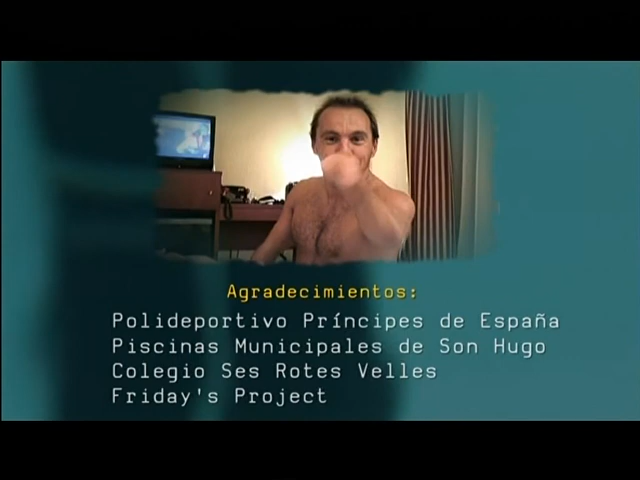 Agradecimientos:
Polideportivo Príncipes de España
Piscinas Municipales de Son Hugo
Colegio Ses Rotes Velles
Friday's Project